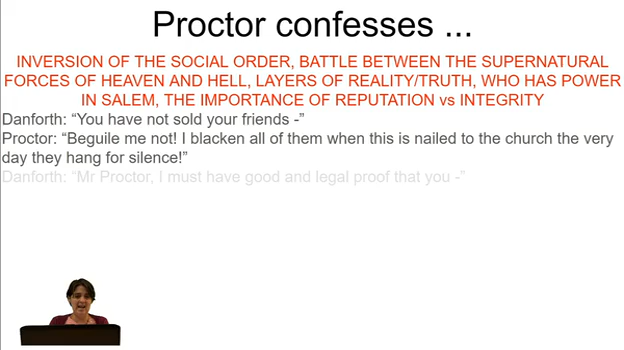 Proctor confesses ...
INVERSION OF THE SOCIAL ORDER, BATTLE BETWEEN THE SUPERNATURAL
FORCES OF HEAVEN AND HELL, LAYERS OF REALITY/TRUTH, WHO HAS POWER
IN SALEM, THE IMPORTANCE OF REPUTATION vs INTEGRITY
Danforth: “You have not sold your friends -”
Proctor: “Beguile me not! I blacken all of them when this is nailed to the church the very
day they hang for silence!”
Danforth: “Mr Proctor, I must have good and legal proof that you -”